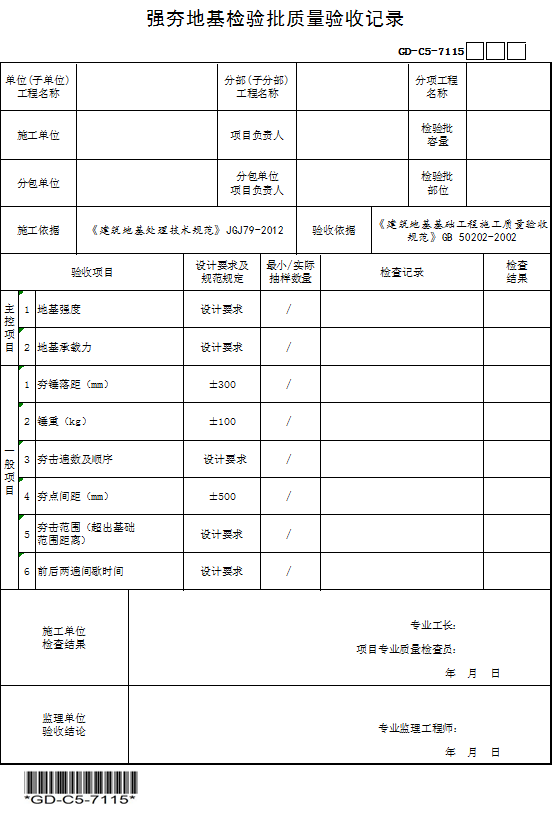 强夯地基检验批质量验收记录
GD-C5-7115
单位(子单位)
工程名称
分部(子分部)
工程名称
分项工程
名称
施工单位
项目负责人
检验批
容量
分包单位
分包单位
项目负责人
检验批
部位
施工依据
《建筑地基处理技术规范》JGJ79-2012
验收依据
《建筑地基基础工程施工质量验收
规范》GB 50202-2002
验收项目
设计要求及
规范规定
最小/实际
抽样数量
检查记录
检查
结果
主控项目
1 地基强度 设计要求 /
2 地基承载力 设计要求 /
一般项目
1 夯锤落距（mm） ±300 /
2 锤重（kg） ±100 /
3 夯击遍数及顺序 设计要求 /
4 夯点间距（mm） ±500 /
5 夯击范围（超出基础
范围距离） 设计要求 /
6 前后两遍间歇时间 设计要求 /
施工单位
检查结果
专业工长:
项目专业质量检查员:
年 月 日
监理单位
验收结论
专业监理工程师:
年 月 日
*GD-C5-7115*